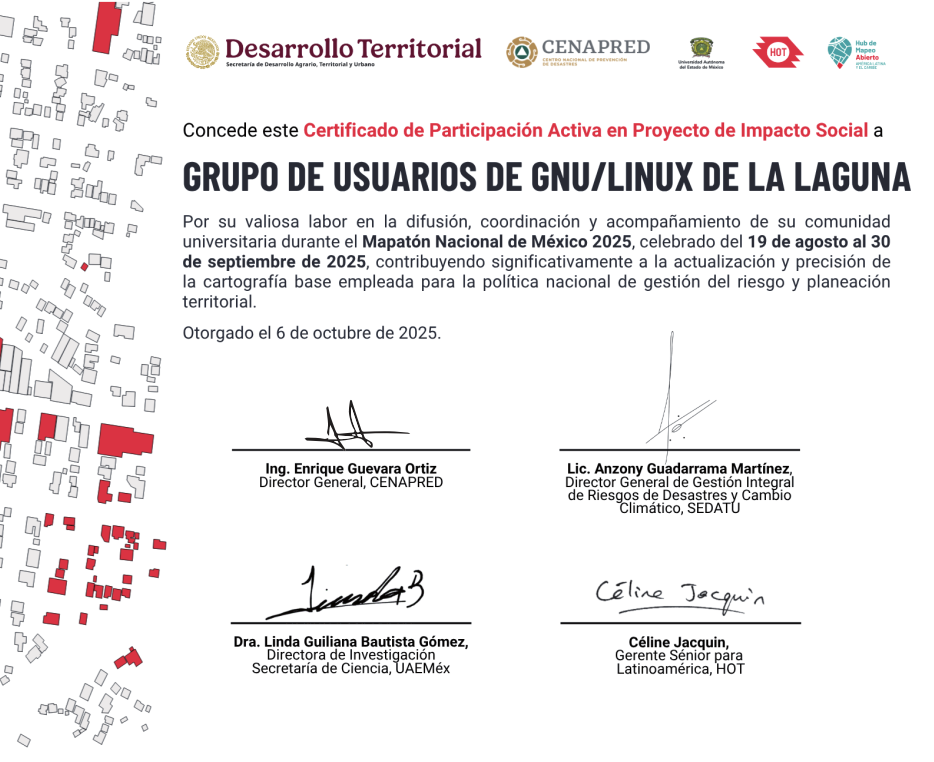 Desarrollo Territorial
Secretaría de Desarrollo Agrario, Territorial y Urbano
CENAPRED
CENTRO NACIONAL DE PREVENCIÓN
DE DESASTRES
Universidad Autónoma
del Estado de México
HOT
Hub de
Mapeo
Abierto
AMÉRICA LATINA
Y EL CARIBE
Concede este Certificado de Participación Activa en Proyecto de Impacto Social a
GRUPO DE USUARIOS DE GNU/LINUX DE LA LAGUNA
Por su valiosa labor en la difusión, coordinación y acompañamiento de su comunidad
universitaria durante el Mapatón Nacional de México 2025, celebrado del 19 de agosto al 30
de septiembre de 2025, contribuyendo significativamente a la actualización y precisión de
la cartografía base empleada para la política nacional de gestión del riesgo y planeación
territorial.
Otorgado el 6 de octubre de 2025.
Ing. Enrique Guevara Ortiz
Director General, CENAPRED
Lic. Anzony Guadarrama Martínez,
Director General de Gestión Integral
de Riesgos de Desastres y Cambio
Climático, SEDATU
Linda B
Dra. Linda Guiliana Bautista Gómez,
Directora de Investigación
Secretaría de Ciencia, UAEMéx
Céline Jacquin
Céline Jacquin,
Gerente Sénior para
Latinoamérica, HOT